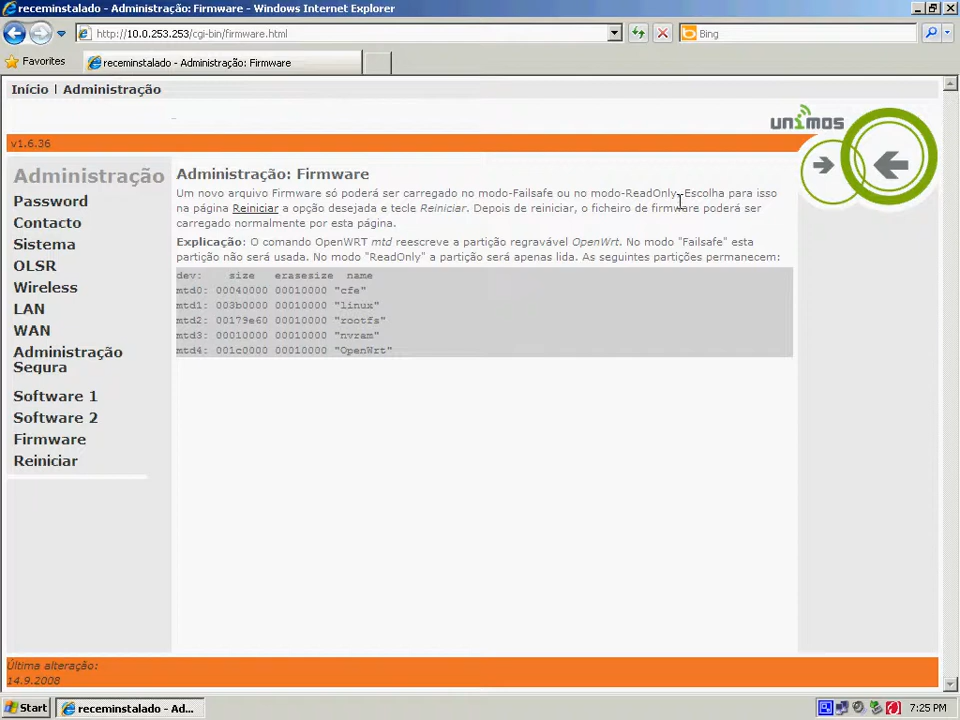 receminstalado - Administração: Firmware - Windows Internet Explorer
http://10.0.253.253/cgi-bin/firmware.html
Bing
Favorites
receminstalado - Administração: Firmware
Início | Administração
unimos
v1.6.36
Administração
Password
Contacto
Sistema
OLSR
Wireless
LAN
WAN
Administração
Segura
Software 1
Software 2
Firmware
Reiniciar
Administração: Firmware
Um novo arquivo Firmware só poderá ser carregado no modo-Failsafe ou no modo-ReadOnly. Escolha para isso
na página Reiniciar a opção desejada e tecle Reiniciar. Depois de reiniciar, o ficheiro de firmware poderá ser
carregado normalmente por esta página.
Explicação: O comando OpenWRT mtd reescreve a partição regravável OpenWrt. No modo "Failsafe" esta
partição não será usada. No modo "ReadOnly" a partição será apenas lida. As seguintes partições permanecem:
dev: size erasesize name
mtd0: 00040000 00010000 "cfe"
mtd1: 003b0000 00010000 "linux"
mtd2: 00179e60 00010000 "rootfs"
mtd3: 00010000 00010000 "nvram"
mtd4: 001c0000 00010000 "OpenWrt"
Última alteração:
14.9.2008
Start
receminstalado - Ad...
7:25 PM